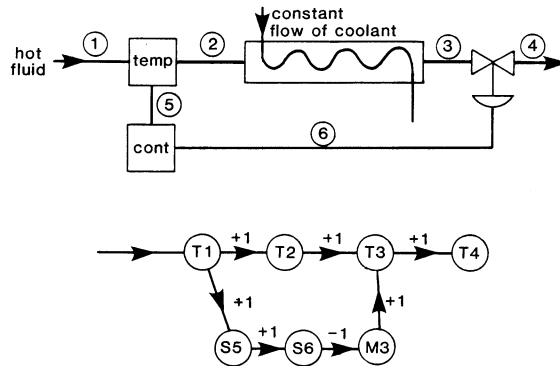 constant
flow of coolant
hot
fluid
1
temp
2
3
4
5
cont
6
T1
+1
T2
+1
T3
+1
T4
+1
+1
S5
+1
S6
-1
M3